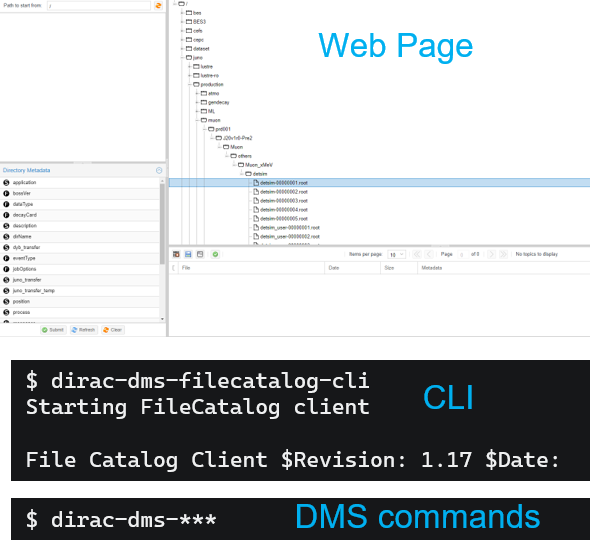 Path to start from: /
/
bes
BES3
cefs
cepc
dataset
juno
lustre
lustre-ro
production
atmo
gendecay
ML
muon
prd001
J20v1r0-Pre2
Muon
others
Muon_xMeV
detsim
detsim-00000001.root
detsim-00000002.root
detsim-00000003.root
detsim-00000004.root
detsim-00000005.root
detsim_user-00000001.root
detsim_user-00000002.root
Web Page
Directory Metadata
application
bossVer
dataType
decayCard
description
dirName
dyb_transfer
eventType
jobOptions
juno_transfer
juno_transfer_temp
position
process
Submit Refresh Clear
Items per page 10 Page of 0 No topics to display
File Date Size Metadata
$ dirac-dms-filecatalog-cli
Starting FileCatalog client
CLI
File Catalog Client $Revision: 1.17 $Date:
$ dirac-dms-***
DMS commands